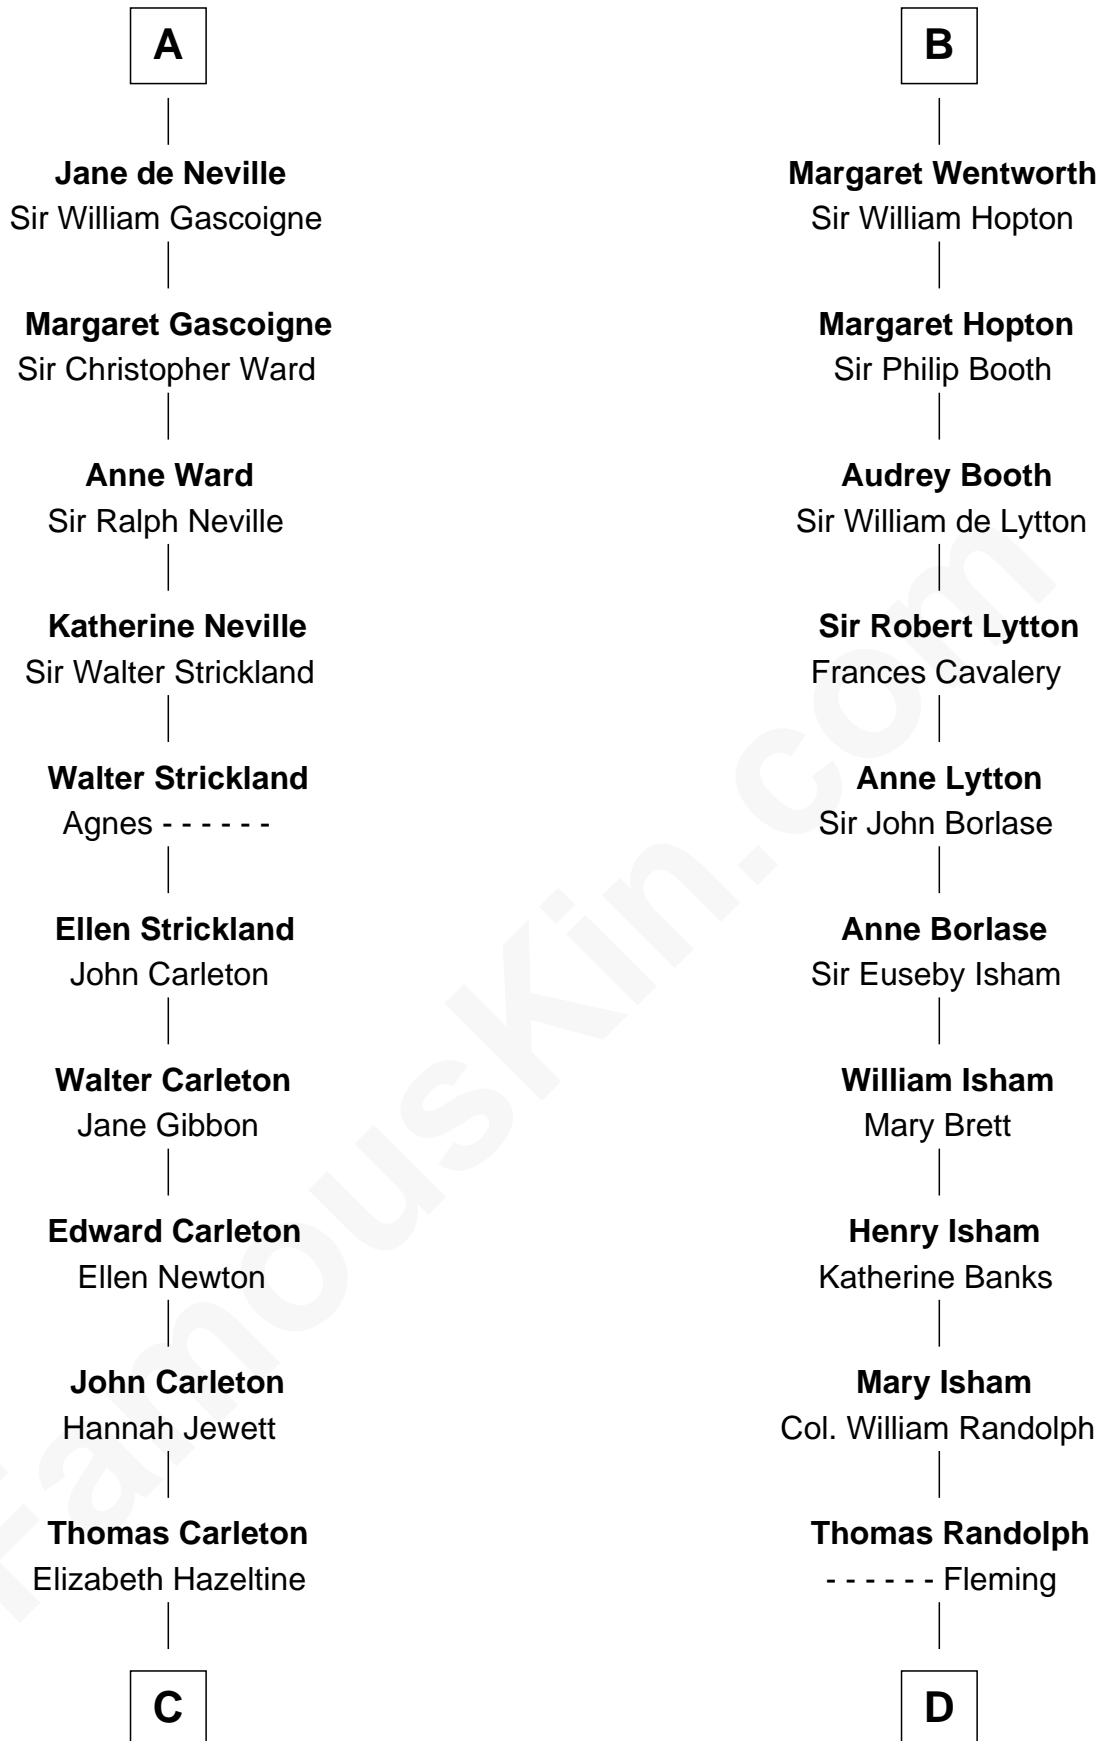 A
Jane de Neville
Sir William Gascoigne
Margaret Gascoigne
Sir Christopher Ward
Anne Ward
Sir Ralph Neville
Katherine Neville
Sir Walter Strickland
Walter Strickland
Agnes - - - - - -
Ellen Strickland
John Carleton
Walter Carleton
Jane Gibbon
Edward Carleton
Ellen Newton
John Carleton
Hannah Jewett
Thomas Carleton
Elizabeth Hazeltine
C
B
Margaret Wentworth
Sir William Hopton
Margaret Hopton
Sir Philip Booth
Audrey Booth
Sir William de Lytton
Sir Robert Lytton
Frances Cavalery
Anne Lytton
Sir John Borlase
Anne Borlase
Sir Euseby Isham
William Isham
Mary Brett
Henry Isham
Katherine Banks
Mary Isham
Col. William Randolph
Thomas Randolph
- - - - - - Fleming
D
FamousKin.com